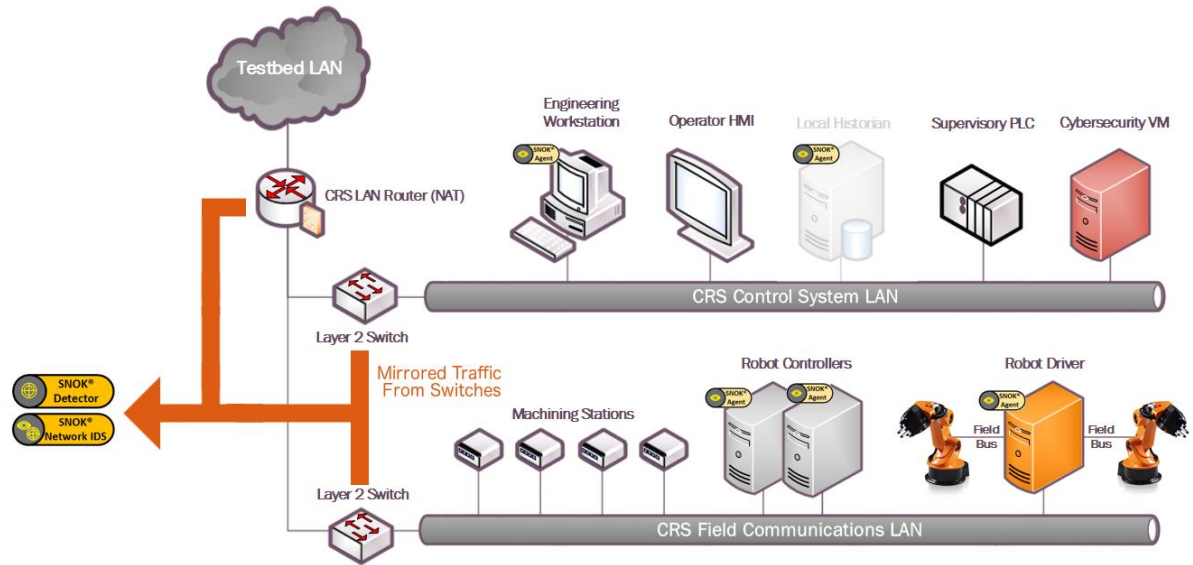 Testbed LAN
CRS LAN Router (NAT)
Engineering
Workstation
SNOK®
Agent
Operator HMI
Local Historian
SNOK®
Agent
Supervisory PLC
Cybersecurity VM
CRS Control System LAN
Layer 2 Switch
Mirrored Traffic
From Switches
SNOK®
Detector
SNOK®
Network IDS
Machining Stations
Robot Controllers
SNOK®
Agent
SNOK®
Agent
Robot Driver
SNOK®
Agent
Field
Bus
Field
Bus
Layer 2 Switch
CRS Field Communications LAN